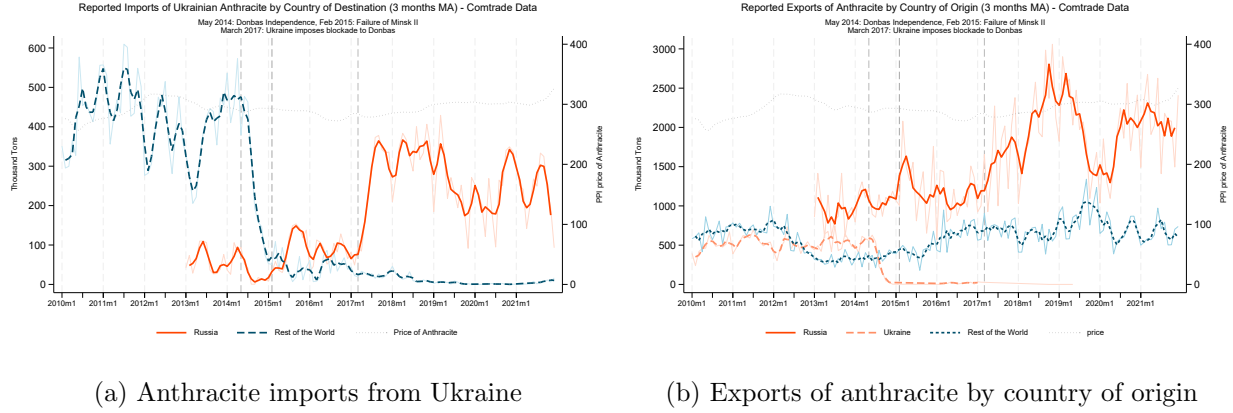 Reported Imports of Ukrainian Anthracite by Country of Destination (3 months MA) - Comtrade Data
May 2014: Donbas Independence, Feb 2015: Failure of Minsk II
March 2017: Ukraine imposes blockade to Donbas
Thousand Tons
600
500
400
300
200
100
0
400
300
200
100
0
PPI price of Anthracite
2010m1 2011m1 2012m1 2013m1 2014m1 2015m1 2016m1 2017m1 2018m1 2019m1 2020m1 2021m1
Russia Rest of the World Price of Anthracite
(a) Anthracite imports from Ukraine
Reported Exports of Anthracite by Country of Origin (3 months MA) - Comtrade Data
May 2014: Donbas Independence, Feb 2015: Failure of Minsk II
March 2017: Ukraine imposes blockade to Donbas
Thousand Tons
3000
2500
2000
1500
1000
500
0
400
300
200
100
0
PPI price of Anthracite
2010m1 2011m1 2012m1 2013m1 2014m1 2015m1 2016m1 2017m1 2018m1 2019m1 2020m1 2021m1
Russia Ukraine Rest of the World price
(b) Exports of anthracite by country of origin